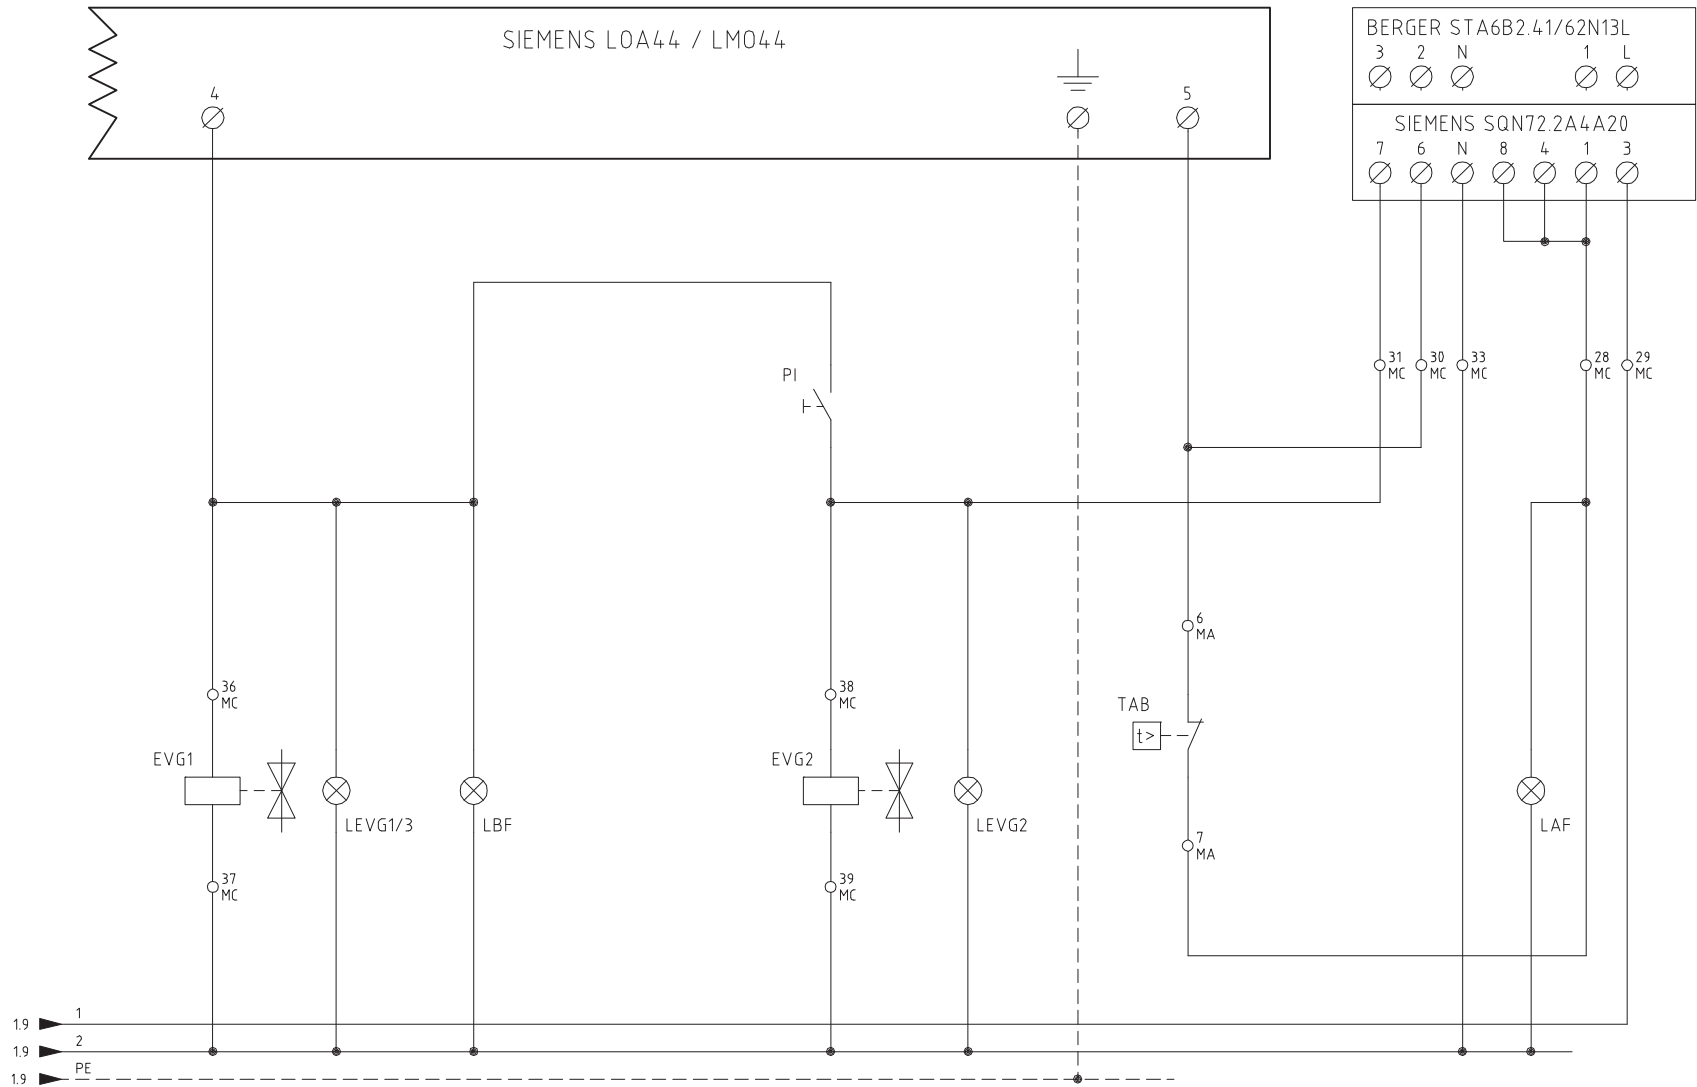 SIEMENS LOA44 / LMO44
BERGER STA6B2.41/62N13L
3 2 N 1 L
4
5
SIEMENS SQN72.2A4A20
7 6 N 8 4 1 3
31 MC
30 MC
33 MC
28 MC
29 MC
PI
6 MA
36 MC
38 MC
TAB
t>
EVG1
EVG2
LEVG1/3
LBF
LEVG2
LAF
7 MA
37 MC
39 MC
1.9 1
1.9 2
1.9 PE